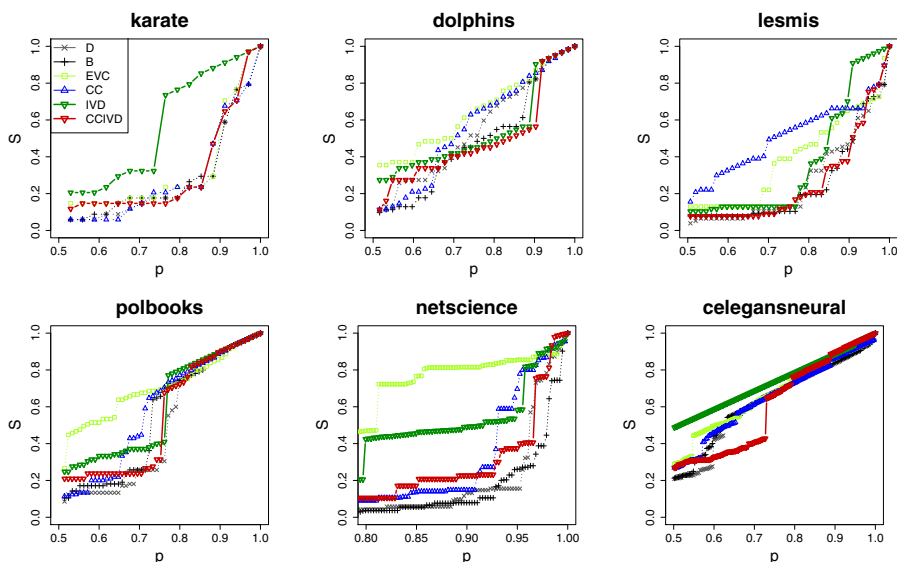 karate
S
0.0 0.2 0.4 0.6 0.8 1.0
D
B
EVC
CC
IVD
CCIVD
0.5 0.6 0.7 0.8 0.9 1.0
p
dolphins
S
0.0 0.2 0.4 0.6 0.8 1.0
0.5 0.6 0.7 0.8 0.9 1.0
p
lesmis
S
0.0 0.2 0.4 0.6 0.8 1.0
0.5 0.6 0.7 0.8 0.9 1.0
p
polbooks
S
0.0 0.2 0.4 0.6 0.8 1.0
0.5 0.6 0.7 0.8 0.9 1.0
p
netscience
S
0.0 0.2 0.4 0.6 0.8 1.0
0.80 0.85 0.90 0.95 1.00
p
celegansneural
S
0.0 0.2 0.4 0.6 0.8 1.0
0.5 0.6 0.7 0.8 0.9 1.0
p